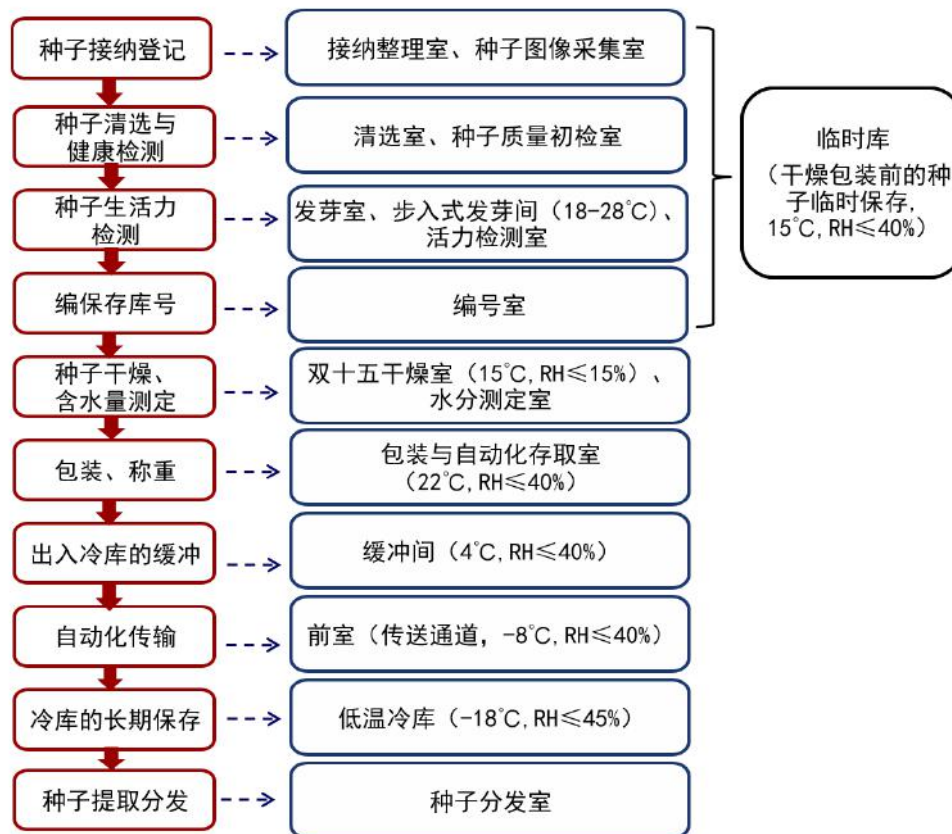 种子接纳登记
接纳整理室、种子图像采集室
种子清选与
健康检测
清选室、种子质量初检室
种子生活力
检测
发芽室、步入式发芽间（18-28℃）、
活力检测室
编保存库号
编号室
临时库
（干燥包装前的种
子临时保存,
15℃, RH≤40%）
种子干燥、
含水量测定
双十五干燥室（15℃, RH≤15%）、
水分测定室
包装、称重
包装与自动化存取室
（22℃, RH≤40%）
出入冷库的缓冲
缓冲间（4℃, RH≤40%）
自动化传输
前室（传送通道，-8℃, RH≤40%）
冷库的长期保存
低温冷库（-18℃, RH≤45%）
种子提取分发
种子分发室